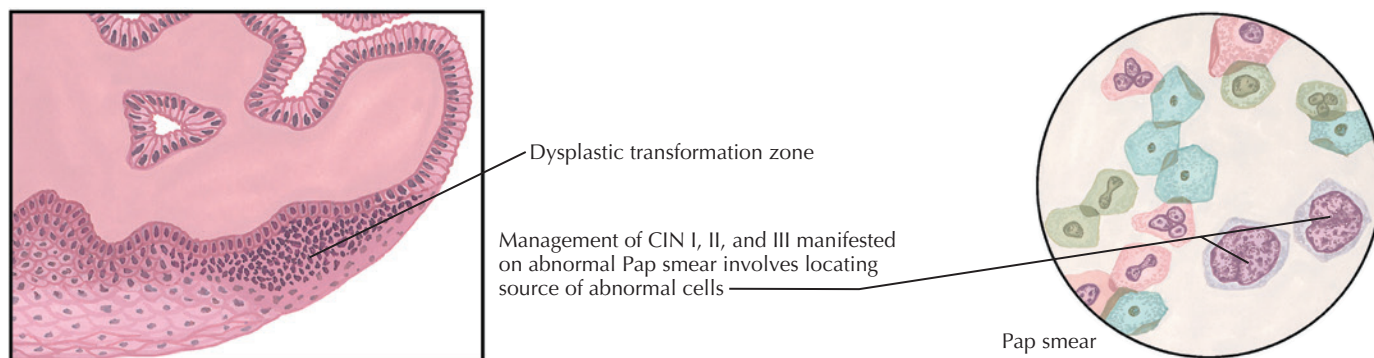 Dysplastic transformation zone
Management of CIN I, II, and III manifested
on abnormal Pap smear involves locating
source of abnormal cells
Pap smear